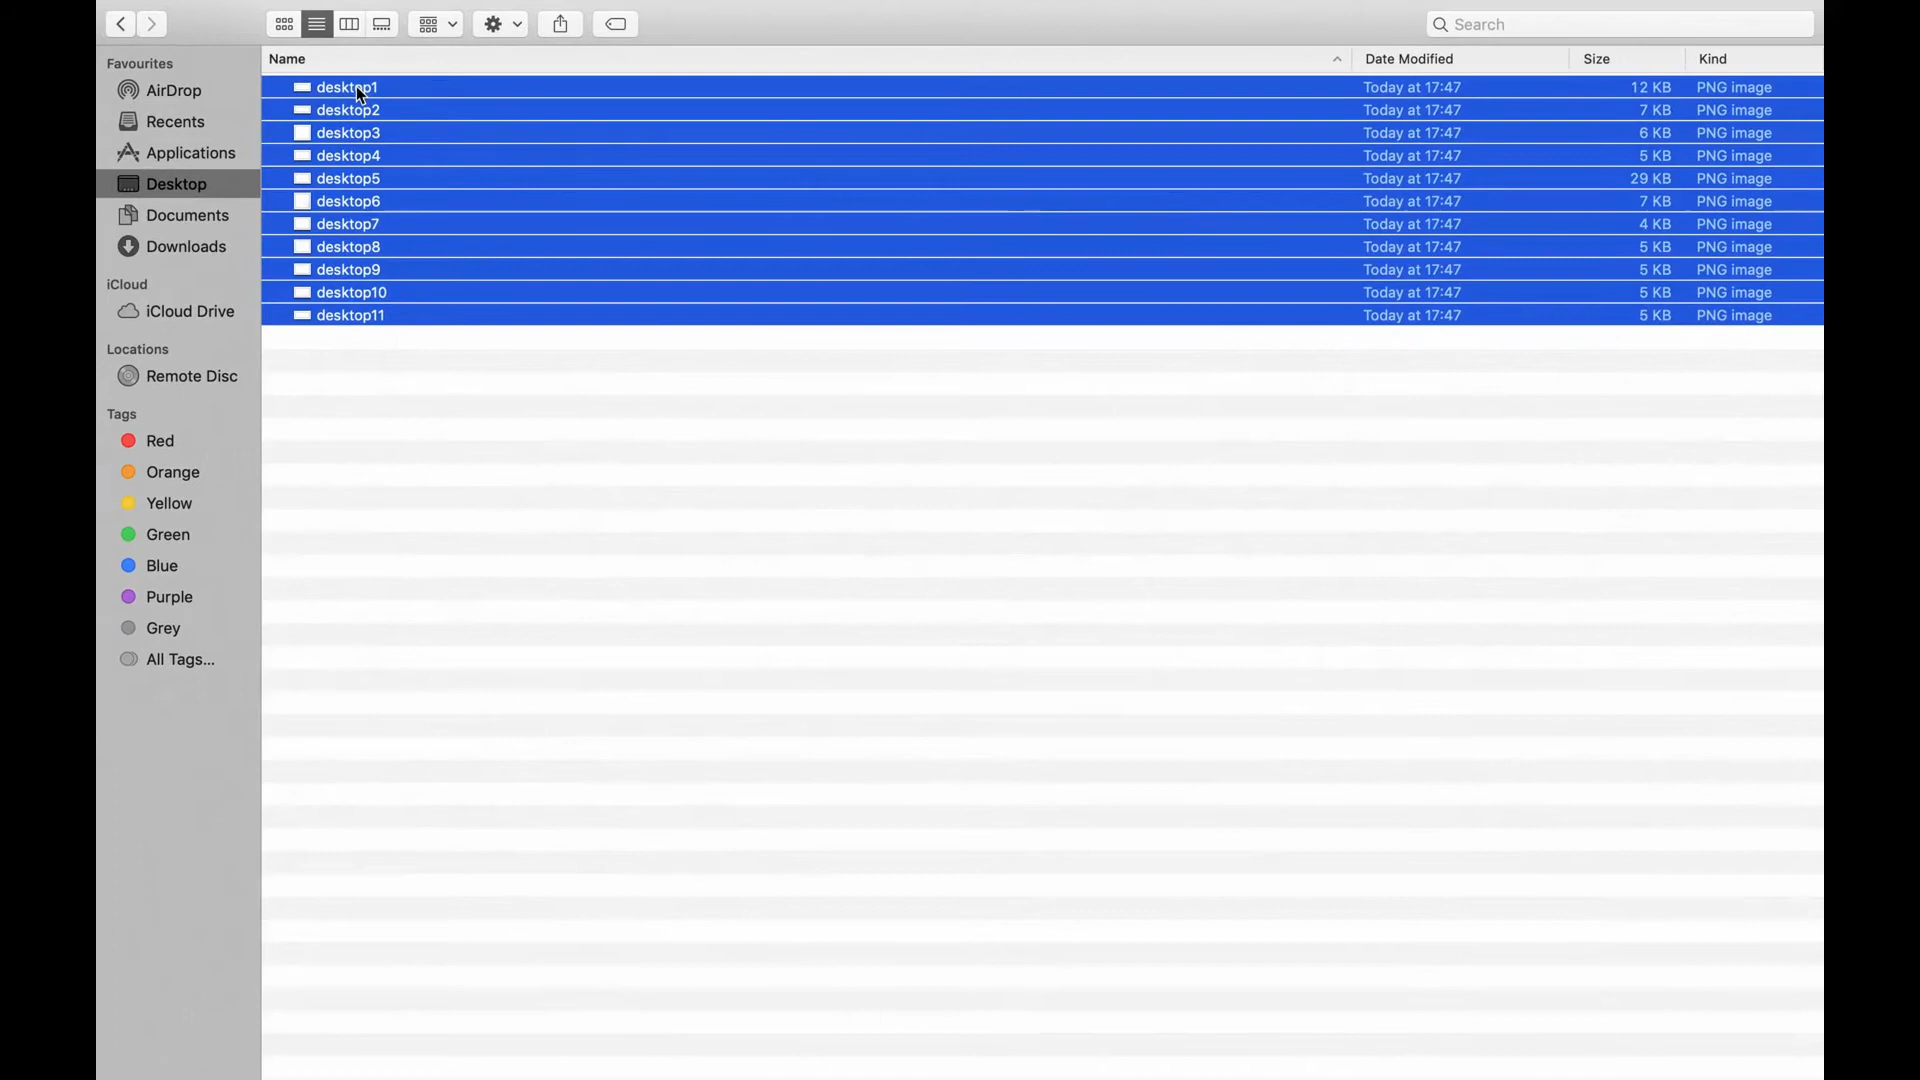 Search
Favourites
AirDrop
Recents
Applications
Desktop
Documents
Downloads
iCloud
iCloud Drive
Locations
Remote Disc
Tags
Red
Orange
Yellow
Green
Blue
Purple
Grey
All Tags...
Name Date Modified Size Kind
desktop1 Today at 17:47 12 KB PNG image
desktop2 Today at 17:47 7 KB PNG image
desktop3 Today at 17:47 6 KB PNG image
desktop4 Today at 17:47 5 KB PNG image
desktop5 Today at 17:47 29 KB PNG image
desktop6 Today at 17:47 7 KB PNG image
desktop7 Today at 17:47 4 KB PNG image
desktop8 Today at 17:47 5 KB PNG image
desktop9 Today at 17:47 5 KB PNG image
desktop10 Today at 17:47 5 KB PNG image
desktop11 Today at 17:47 5 KB PNG image